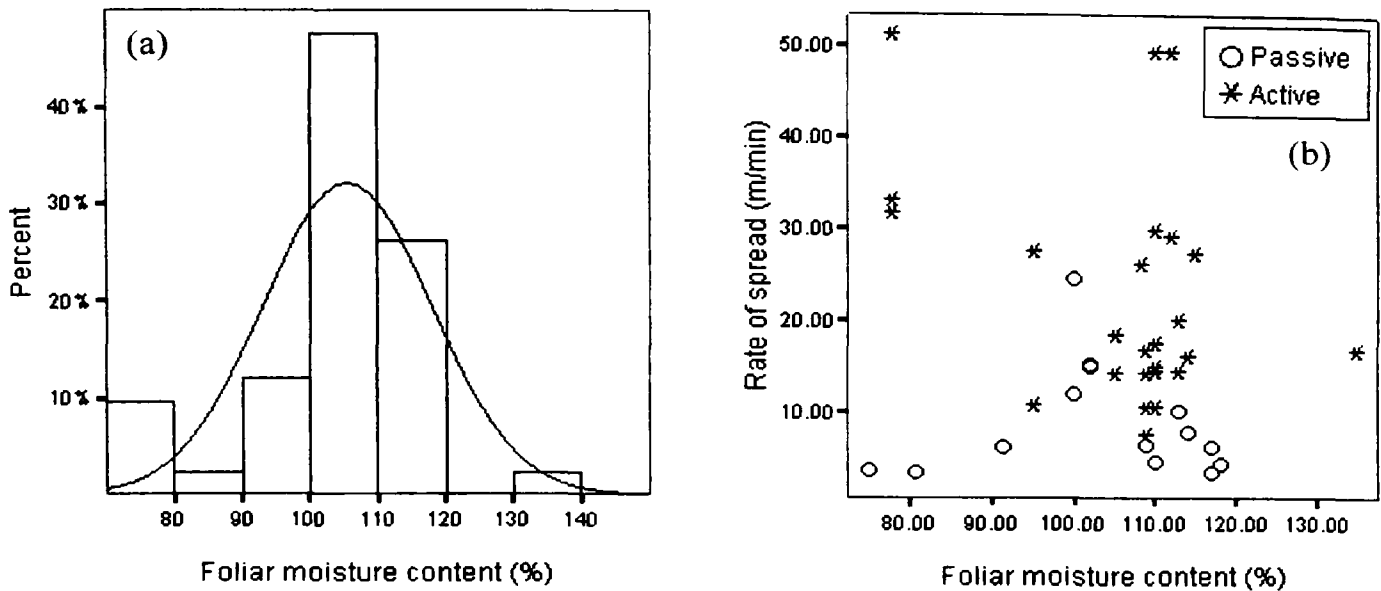 (a)
Percent
40%
30%
20%
10%
80 90 100 110 120 130 140
Foliar moisture content (%)
(b)
Passive
Active
Rate of spread (m/min)
50.00
40.00
30.00
20.00
10.00
80.00 90.00 100.00 110.00 120.00 130.00
Foliar moisture content (%)